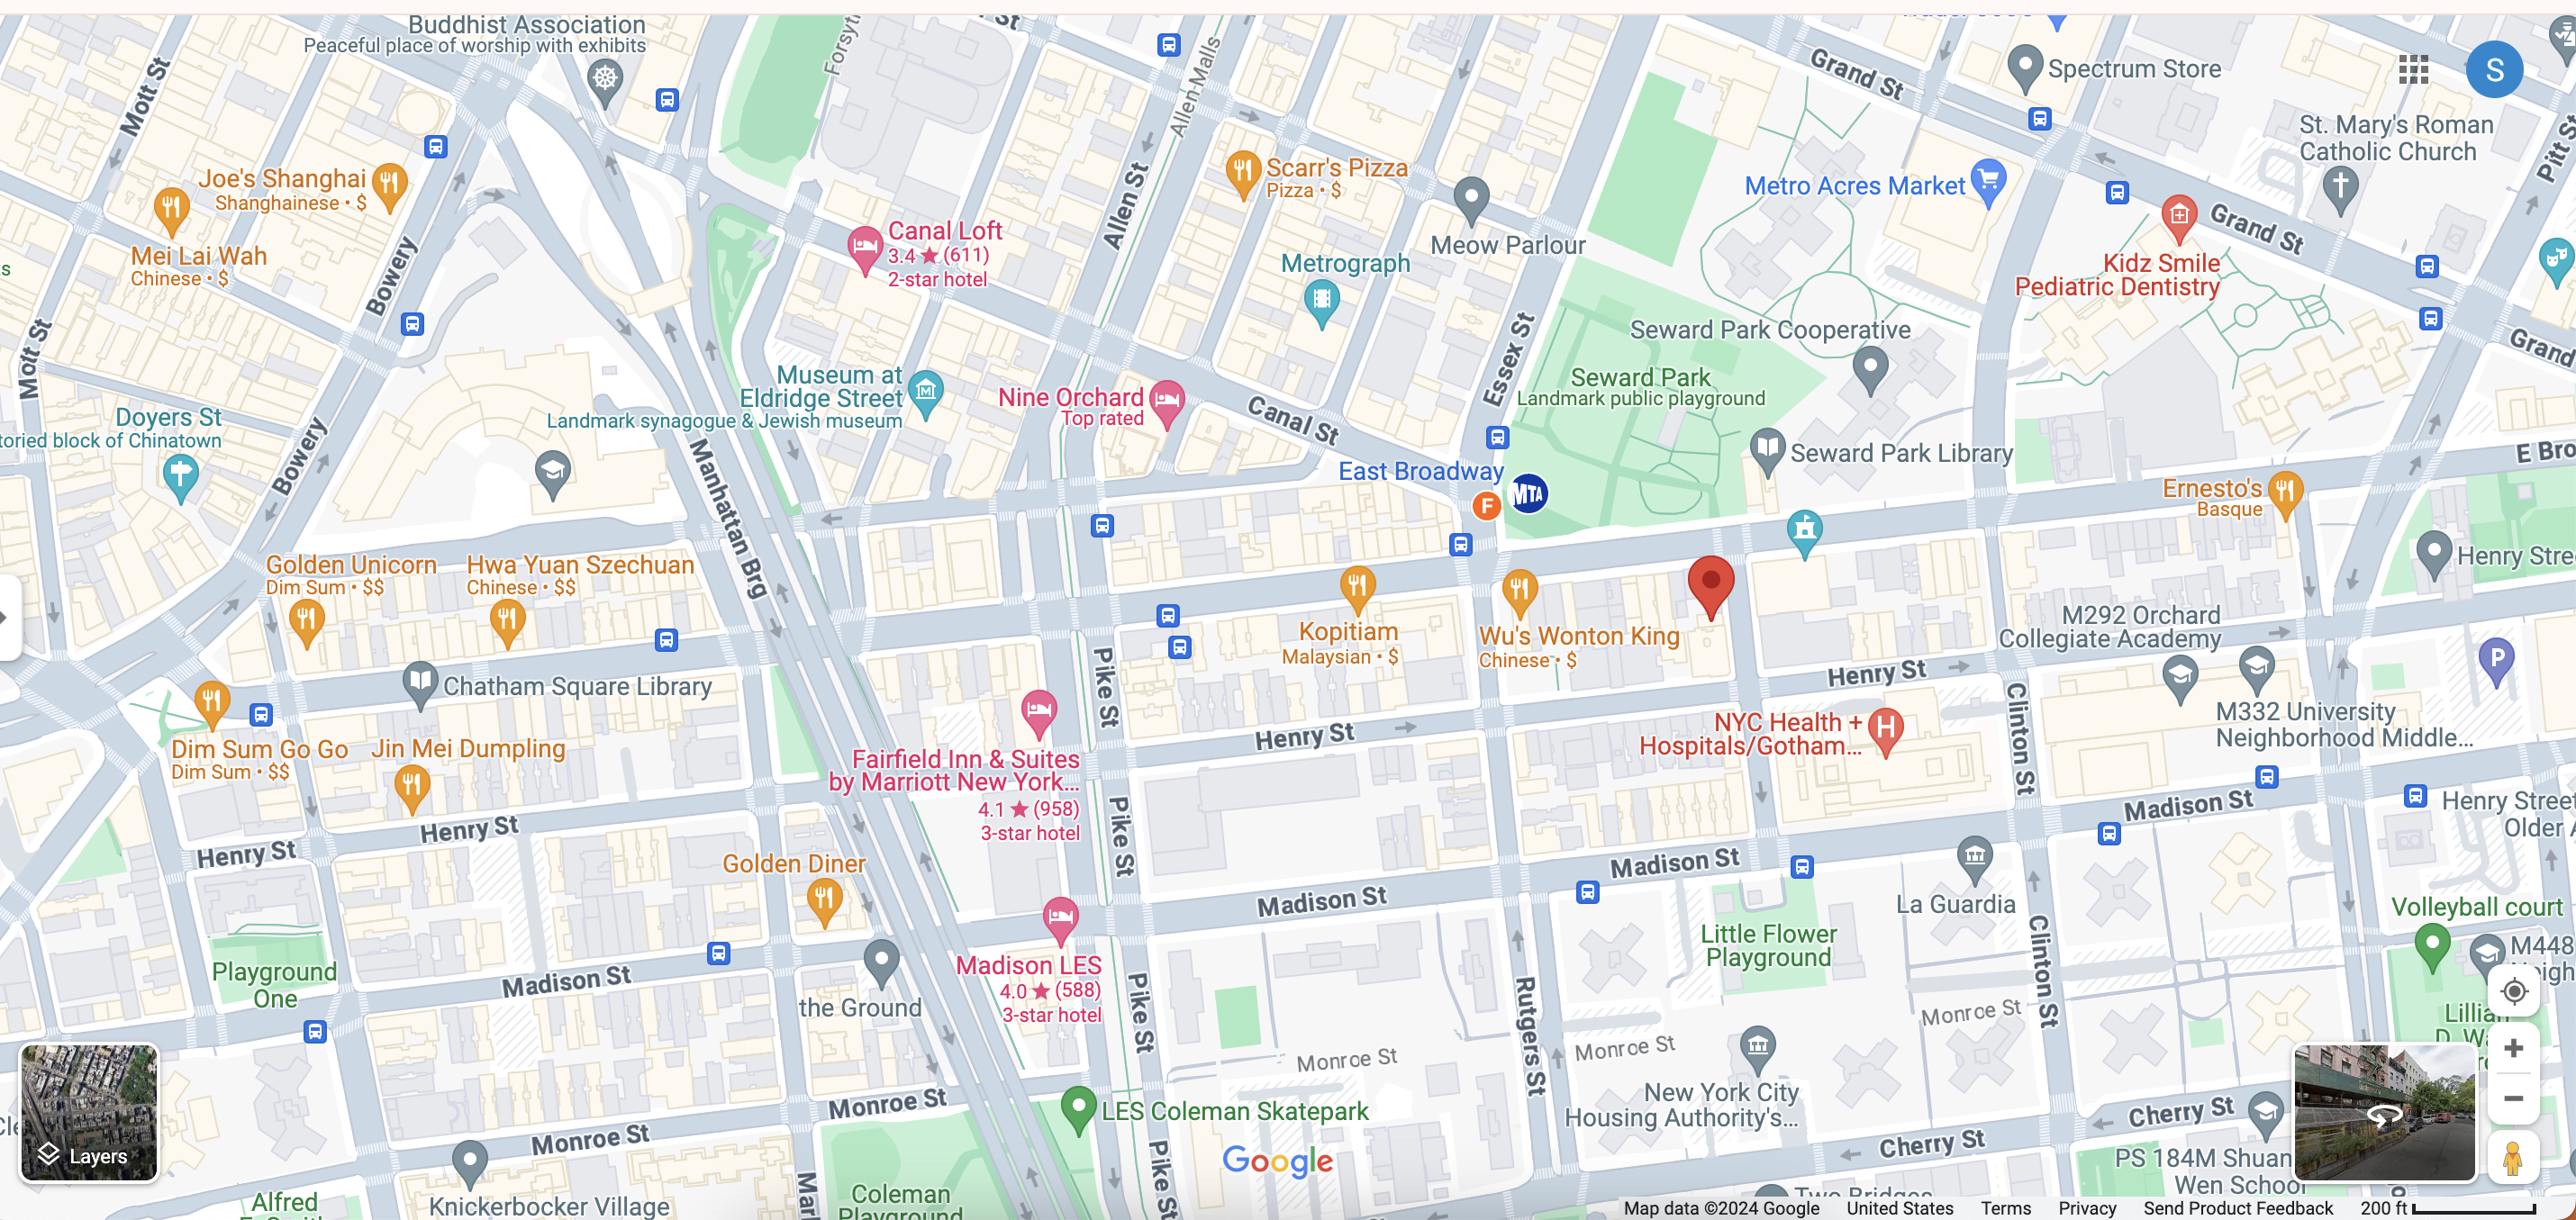 Buddhist Association
Peaceful place of worship with exhibits
Mott St
Forsyt
St
Allen-Malls
Grand St
Spectrum Store
S
St. Mary's Roman
Catholic Church
Pitt St
Joe's Shanghai
Shanghainese • $
Scarr's Pizza
Pizza • $
Metro Acres Market
Mei Lai Wah
Chinese • $
Canal Loft
3.4 ★ (611)
2-star hotel
Allen St
Meow Parlour
Grand St
Bowery
Metrograph
Kidz Smile
Pediatric Dentistry
Mott St
Essex St
Seward Park Cooperative
Grand
Museum at
Eldridge Street
Landmark synagogue & Jewish museum
Nine Orchard
Top rated
Seward Park
Landmark public playground
Canal St
Doyers St
toried block of Chinatown
Bowery
Manhattan Brg
East Broadway
F
MTA
Seward Park Library
E Bro
Ernesto's
Basque
Golden Unicorn
Dim Sum • $$
Hwa Yuan Szechuan
Chinese • $$
Henry Stre
Kopitiam
Malaysian • $
Wu's Wonton King
Chinese • $
M292 Orchard
Collegiate Academy
P
Chatham Square Library
Pike St
Henry St
Clinton St
M332 University
Neighborhood Middle...
Dim Sum Go Go
Dim Sum • $$
Jin Mei Dumpling
Fairfield Inn & Suites
by Marriott New York...
4.1 ★ (958)
3-star hotel
Henry St
NYC Health +
Hospitals/Gotham...
H
Henry St
Henry St
Pike St
Madison St
Henry Street
Older A
Golden Diner
Madison St
Madison St
La Guardia
Volleyball court
Little Flower
Playground
M448
Neigh
Playground
One
Madison St
the Ground
Madison LES
4.0 ★ (588)
3-star hotel
Pike St
Rutgers St
Clinton St
Monroe St
Lillian
D. Wa
Monroe St
Monroe St
New York City
Housing Authority's...
Layers
Monroe St
Monroe St
LES Coleman Skatepark
Cherry St
Cherry St
Pike St
Google
PS 184M Shuan
Wen School
Alfred
Knickerbocker Village
Coleman
Playground
Two Bridges
Map data ©2024 Google United States Terms Privacy Send Product Feedback 200 ft